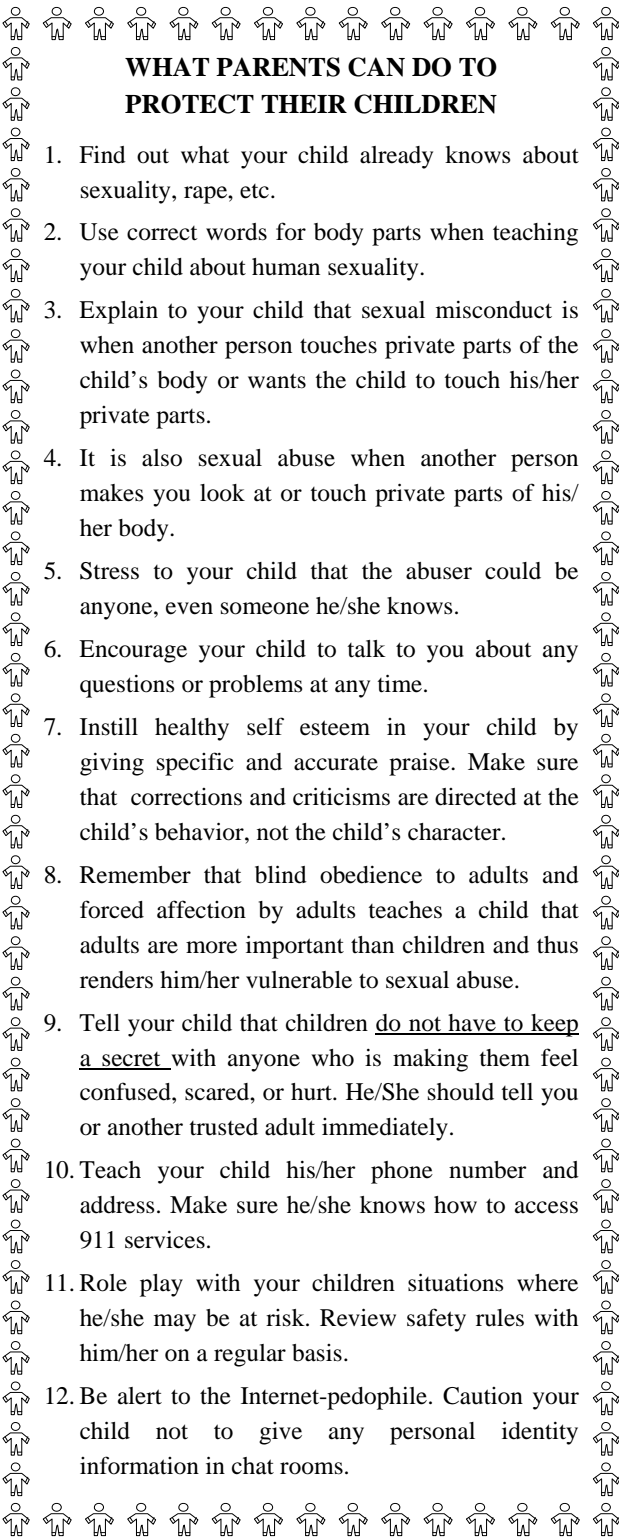 WHAT PARENTS CAN DO TO
PROTECT THEIR CHILDREN
1. Find out what your child already knows about
sexuality, rape, etc.
2. Use correct words for body parts when teaching
your child about human sexuality.
3. Explain to your child that sexual misconduct is
when another person touches private parts of the
child’s body or wants the child to touch his/her
private parts.
4. It is also sexual abuse when another person
makes you look at or touch private parts of his/
her body.
5. Stress to your child that the abuser could be
anyone, even someone he/she knows.
6. Encourage your child to talk to you about any
questions or problems at any time.
7. Instill healthy self esteem in your child by
giving specific and accurate praise. Make sure
that corrections and criticisms are directed at the
child’s behavior, not the child’s character.
8. Remember that blind obedience to adults and
forced affection by adults teaches a child that
adults are more important than children and thus
renders him/her vulnerable to sexual abuse.
9. Tell your child that children do not have to keep
a secret with anyone who is making them feel
confused, scared, or hurt. He/She should tell you
or another trusted adult immediately.
10. Teach your child his/her phone number and
address. Make sure he/she knows how to access
911 services.
11. Role play with your children situations where
he/she may be at risk. Review safety rules with
him/her on a regular basis.
12. Be alert to the Internet-pedophile. Caution your
child not to give any personal identity
information in chat rooms.